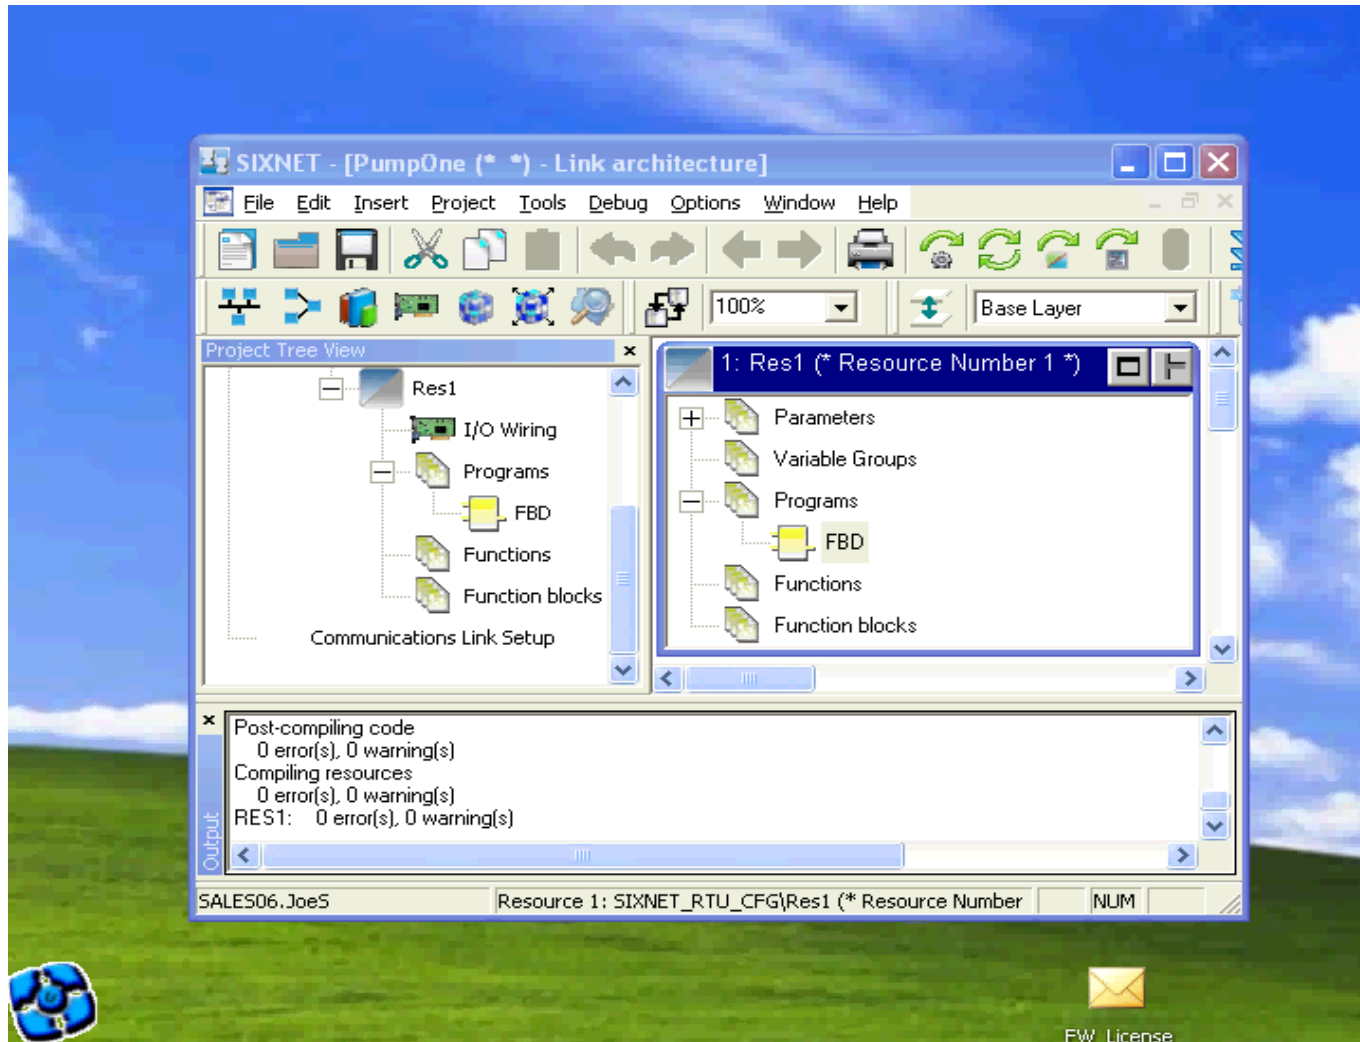 SIXNET - [PumpOne (* *) - Link architecture]
File Edit Insert Project Tools Debug Options Window Help
100%
Base Layer
Project Tree View
Res1
I/O Wiring
Programs
FBD
Functions
Function blocks
Communications Link Setup
1: Res1 (* Resource Number 1 *)
Parameters
Variable Groups
Programs
FBD
Functions
Function blocks
Output
Post-compiling code
0 error(s), 0 warning(s)
Compiling resources
0 error(s), 0 warning(s)
RES1: 0 error(s), 0 warning(s)
SALES06.JoeS
Resource 1: SIXNET_RTU_CFG\Res1 (* Resource Number
NUM
FW_License